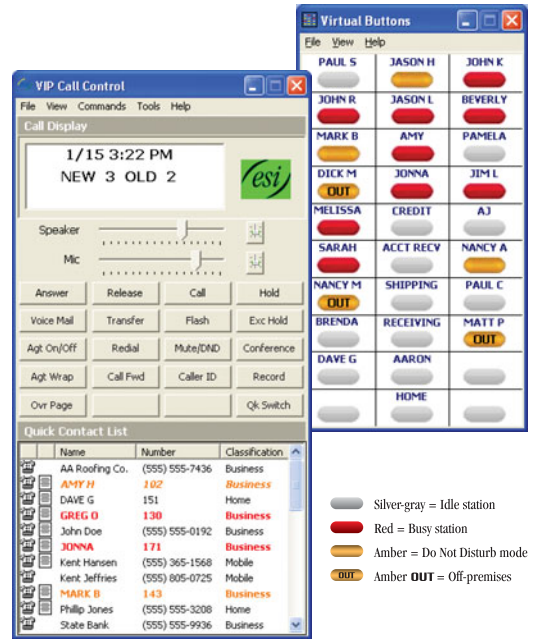 Virtual Buttons
File View Help
PAUL S JASON H JOHN K
JOHN R JASON L BEVERLY
MARK B AMY PAMELA
DICK M JONNA JIM L
OUT
MELISSA CREDIT AJ
SARAH ACCT RECV NANCY A
NANCY M SHIPPING PAUL C
OUT
BRENDA RECEIVING MATT P
OUT
DAVE G AARON
HOME
VIP Call Control
File View Commands Tools Help
Call Display
1/15 3:22 PM
NEW 3 OLD 2
esi
Speaker
Mic
Answer Release Call Hold
Voice Mail Transfer Flash Exc Hold
Agt On/Off Redial Mute/DND Conference
Agt Wrap Call Fwd Caller ID Record
Ovr Page Qk Switch
Quick Contact List
Name Number Classification
AA Roofing Co. (555) 555-7436 Business
AMY H 102 Business
DAVE G 151 Home
GREG O 130 Business
John Doe (555) 555-0192 Business
JONNA 171 Business
Kent Hansen (555) 365-1568 Mobile
Kent Jeffries (555) 805-0725 Mobile
MARK B 143 Business
Phillip Jones (555) 555-3208 Home
State Bank (555) 555-9936 Business
Silver-gray = Idle station
Red = Busy station
Amber = Do Not Disturb mode
OUT Amber OUT = Off-premises